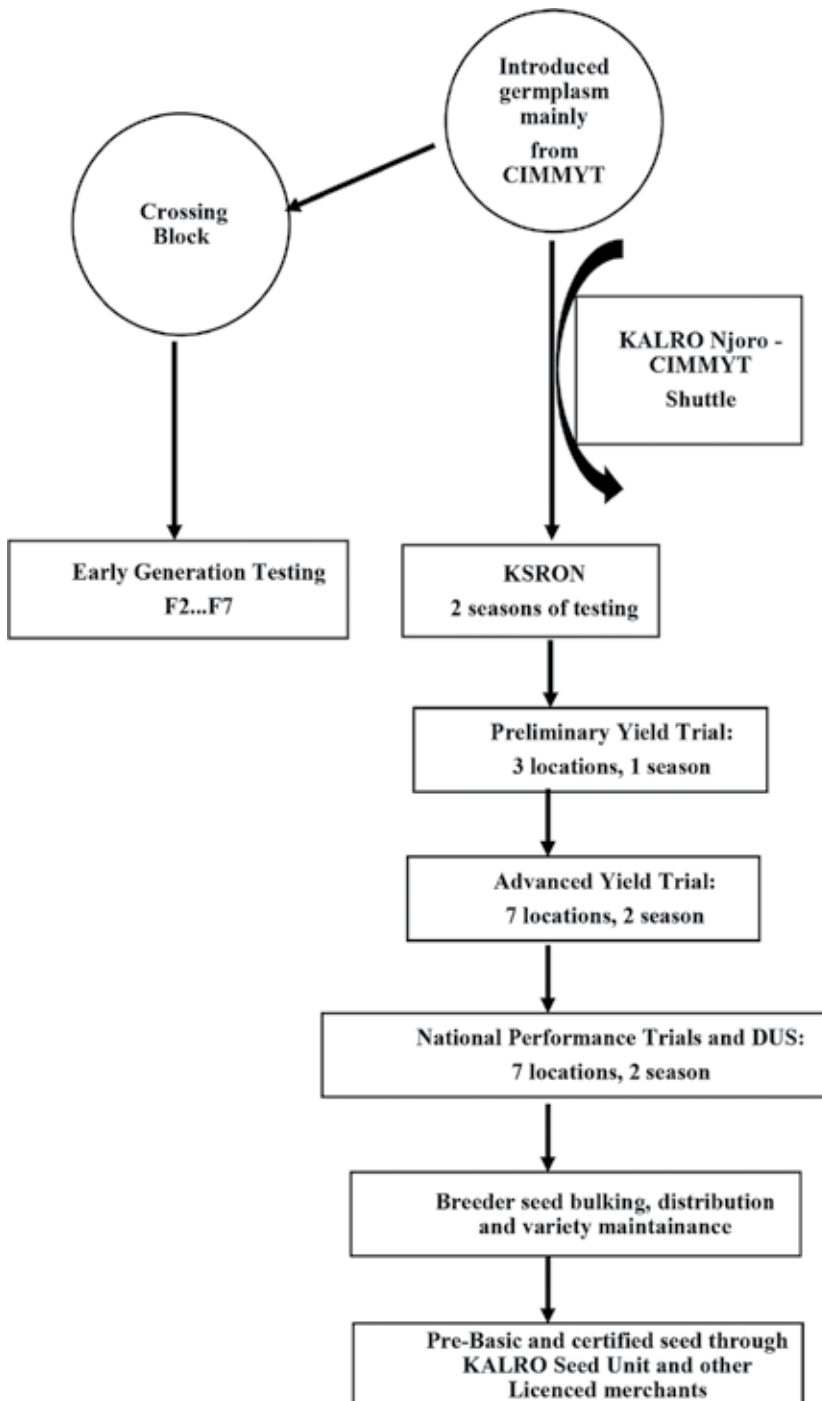 Introduced
germplasm
mainly
from
CIMMYT
Crossing
Block
KALRO Njoro -
CIMMYT
Shuttle
Early Generation Testing
F2...F7
KSRON
2 seasons of testing
Preliminary Yield Trial:
3 locations, 1 season
Advanced Yield Trial:
7 locations, 2 season
National Performance Trials and DUS:
7 locations, 2 season
Breeder seed bulking, distribution
and variety maintainance
Pre-Basic and certified seed through
KALRO Seed Unit and other
Licenced merchants